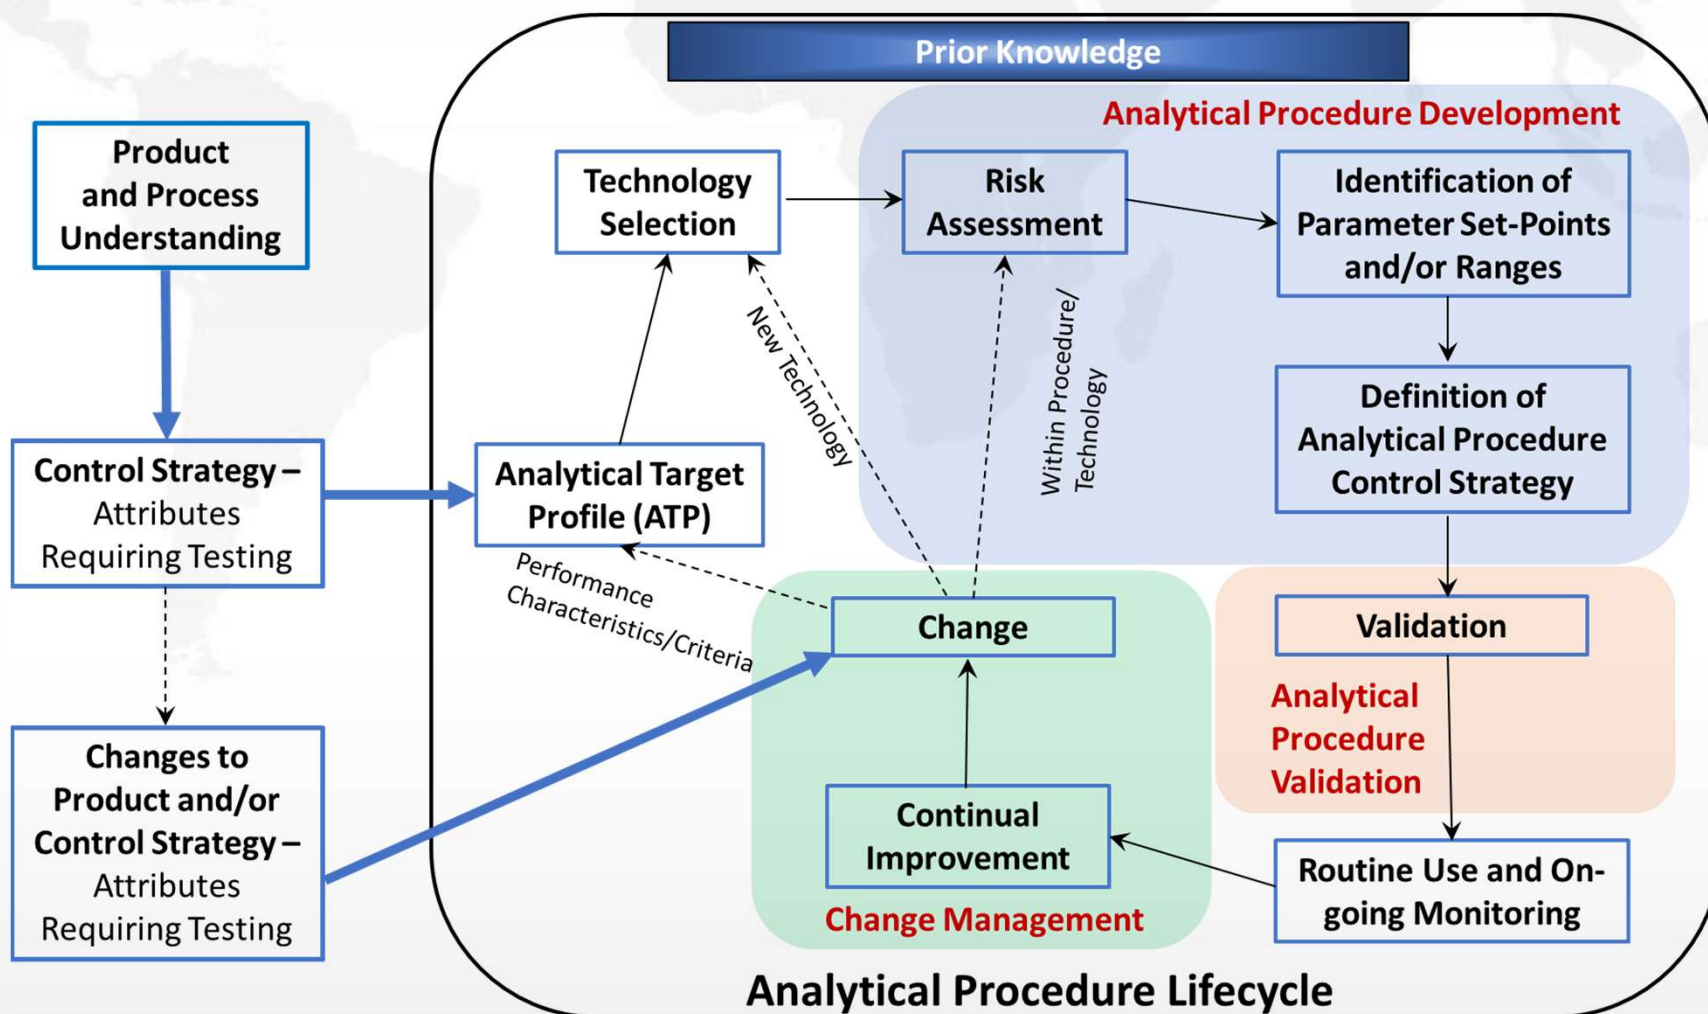 Prior Knowledge
Analytical Procedure Development
Product
and Process
Understanding
Technology
Selection
Risk
Assessment
Identification of
Parameter Set-Points
and/or Ranges
New Technology
Within Procedure/
Technology
Definition of
Analytical Procedure
Control Strategy
Control Strategy –
Attributes
Requiring Testing
Analytical Target
Profile (ATP)
Performance
Characteristics/Criteria
Change
Validation
Analytical
Procedure
Validation
Changes to
Product and/or
Control Strategy –
Attributes
Requiring Testing
Continual
Improvement
Change Management
Routine Use and On-
going Monitoring
Analytical Procedure Lifecycle